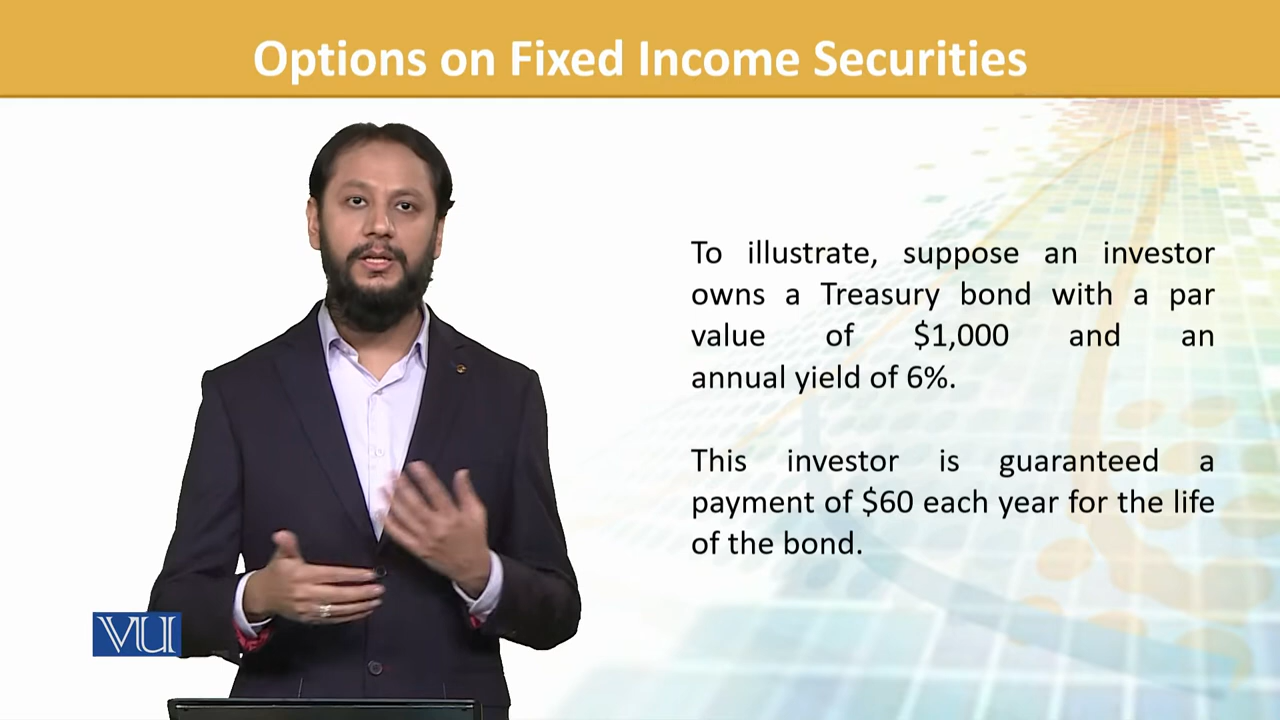 Options on Fixed Income Securities
To illustrate, suppose an investor
owns a Treasury bond with a par
value of $1,000 and an
annual yield of 6%.
This investor is guaranteed a
payment of $60 each year for the life
of the bond.
VU